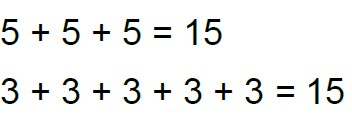 5 + 5 + 5 = 15
3 + 3 + 3 + 3 + 3 = 15